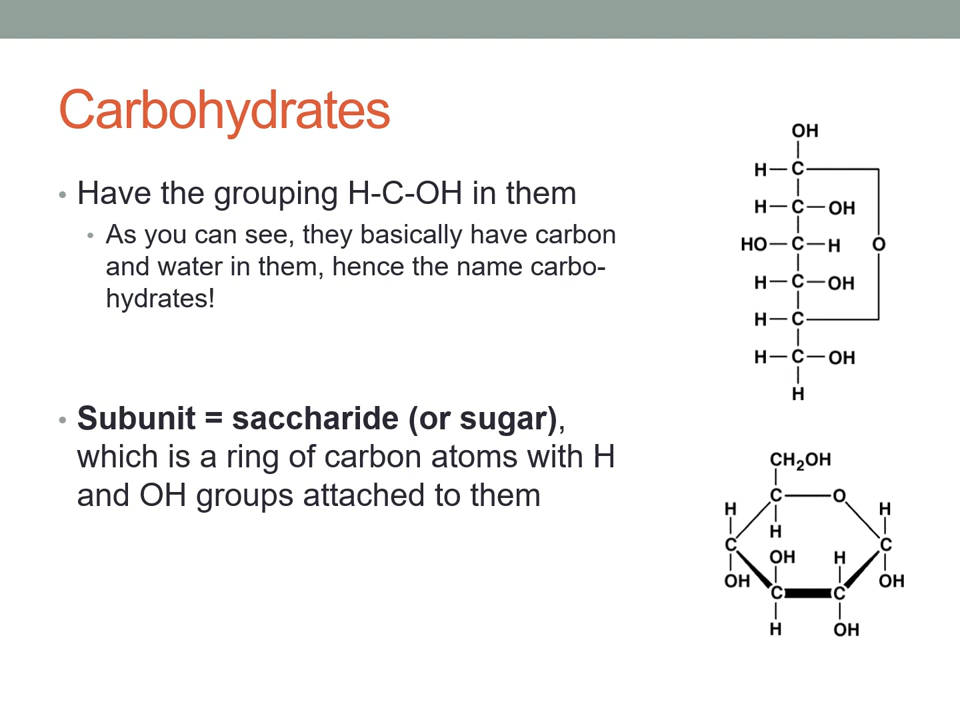 Carbohydrates
• Have the grouping H-C-OH in them
• As you can see, they basically have carbon
and water in them, hence the name carbo-
hydrates!
• Subunit = saccharide (or sugar),
which is a ring of carbon atoms with H
and OH groups attached to them
OH
H C
H C OH
HO C H O
H C OH
H C
H C OH
H
CH₂OH
H C O H
H
C OH H C
OH C C OH
H OH